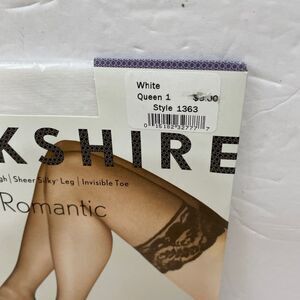 White
Queen 1
Style 1363
KSHIRE
gh | Sheer Silky Leg | Invisible Toe
Romantic